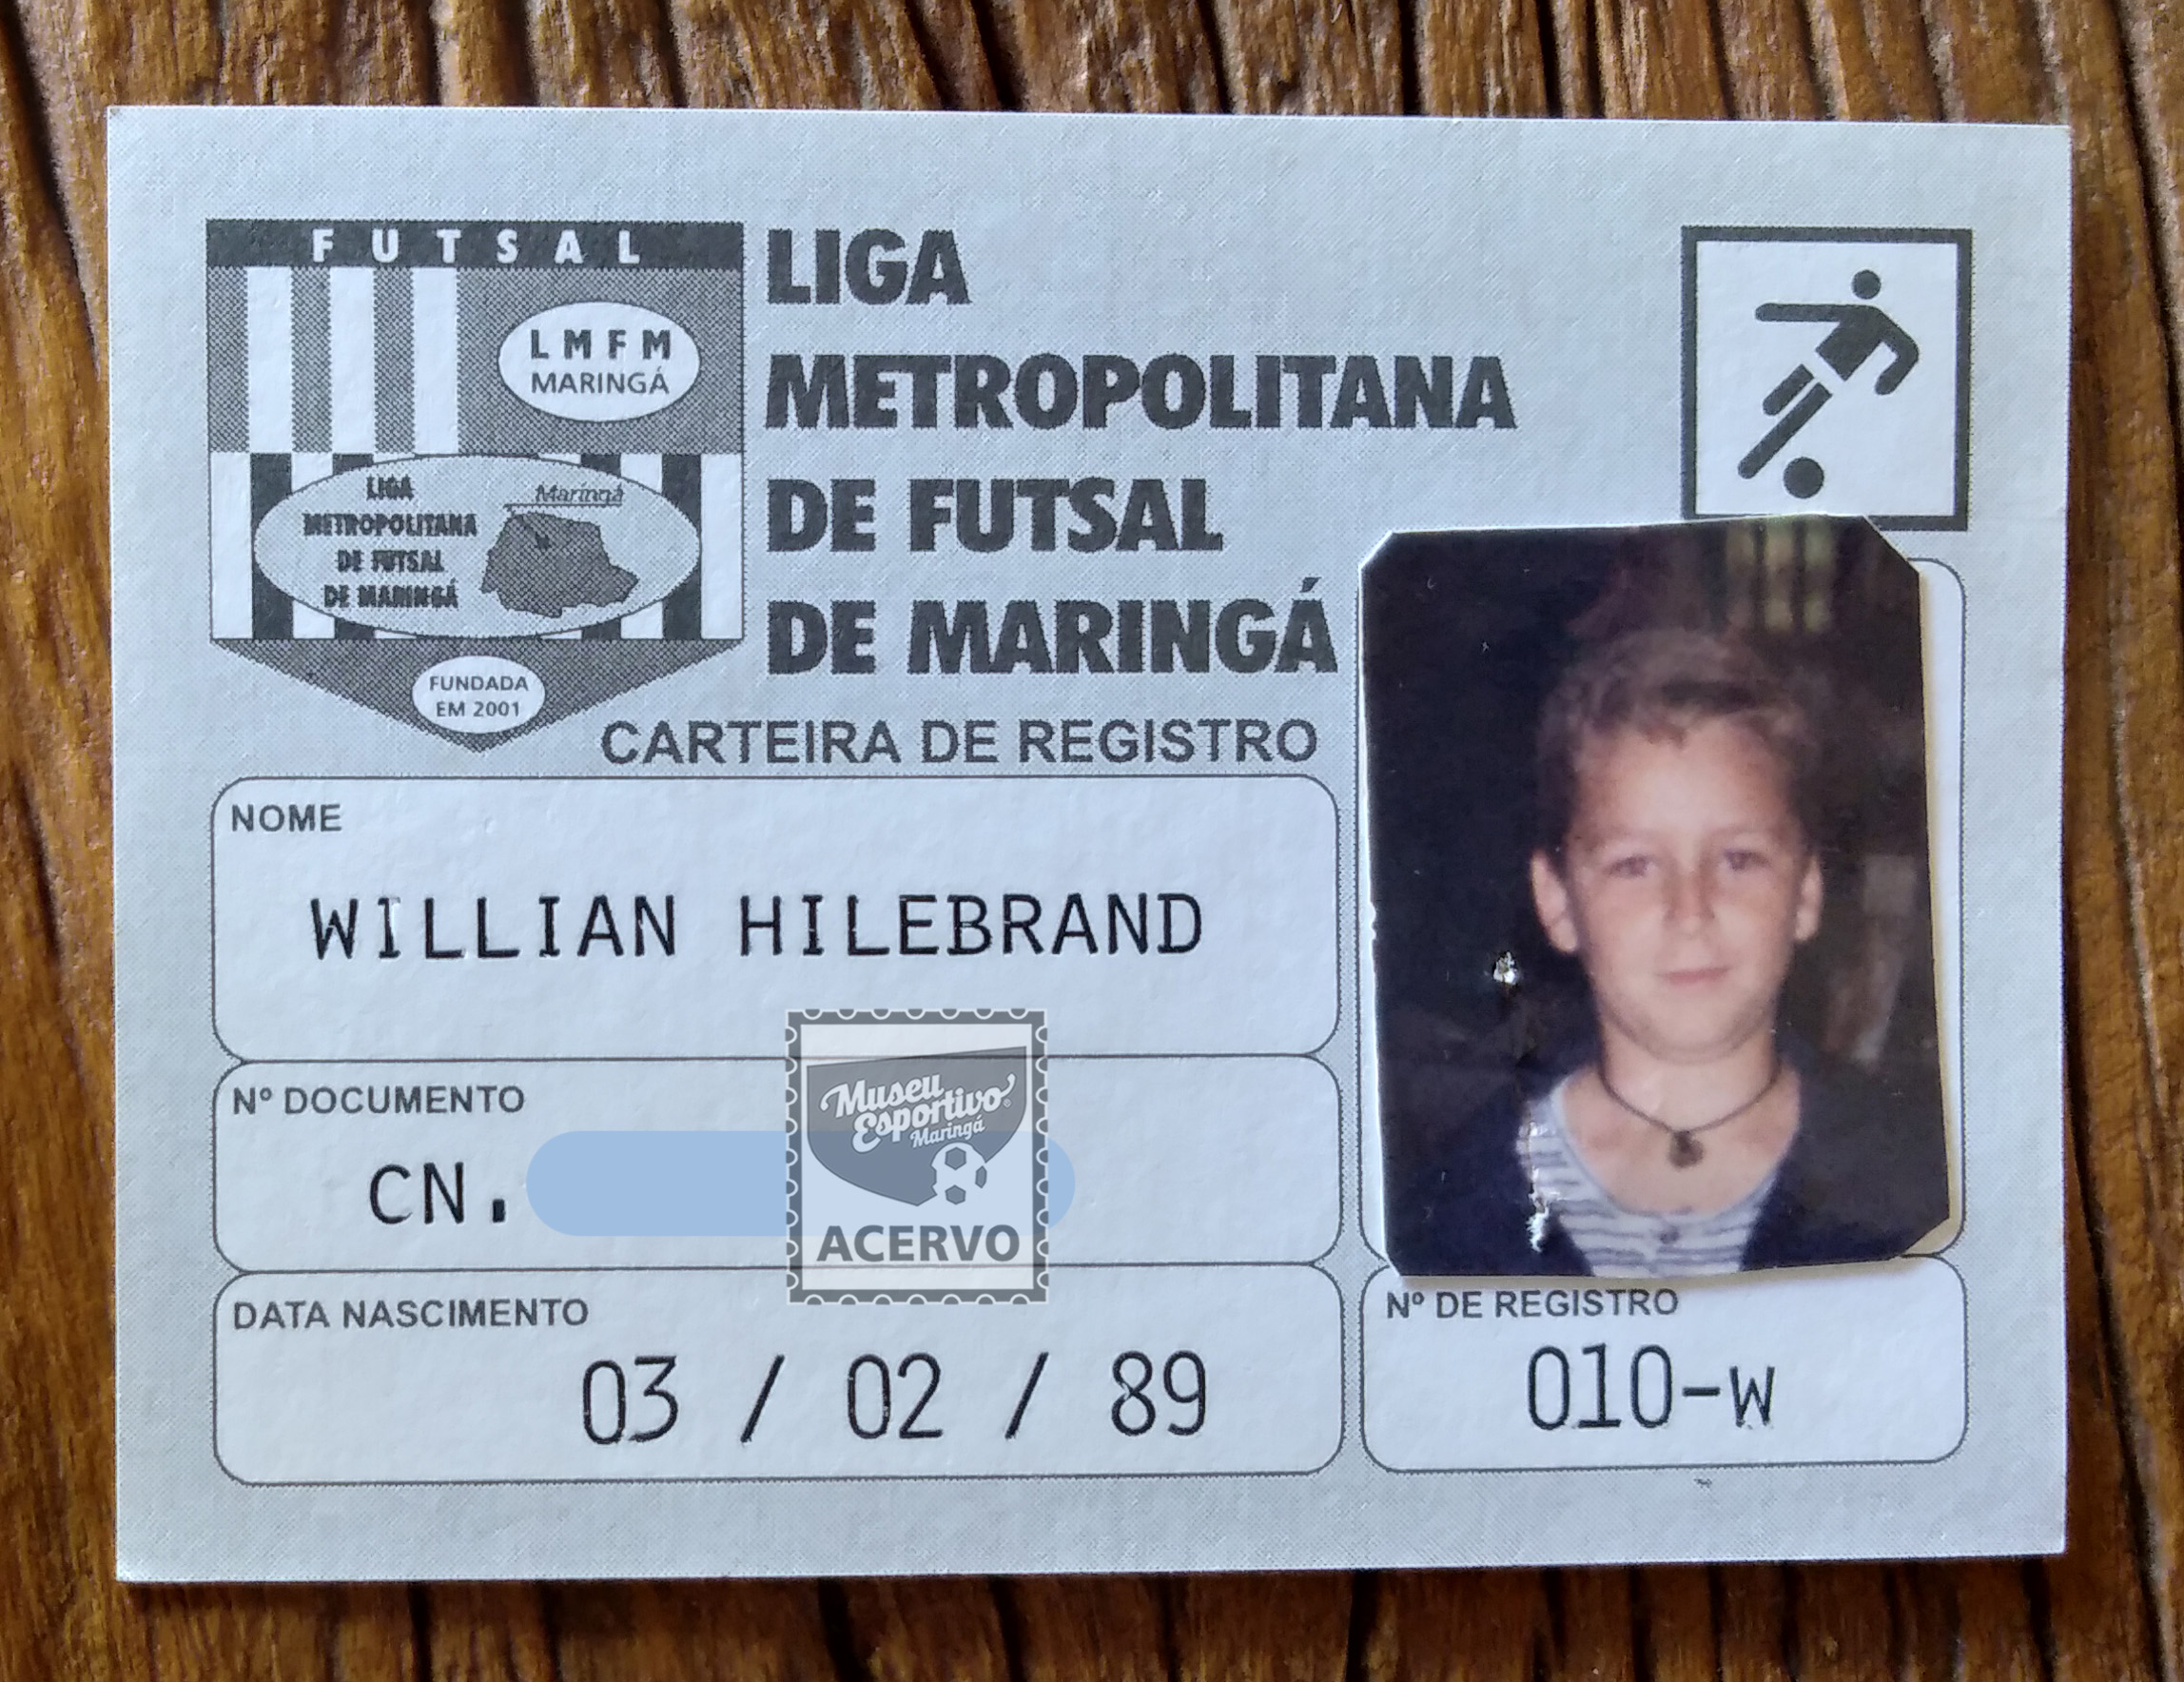 FUTSAL
LMFM
MARINGÁ
LIGA
METROPOLITANA
DE FUTSAL
DE MARINGÁ
Maringá
FUNDADA
EM 2001
LIGA
METROPOLITANA
DE FUTSAL
DE MARINGÁ
CARTEIRA DE REGISTRO
NOME
WILLIAN HILEBRAND
Nº DOCUMENTO
CN.
Museu
Esportivo
Maringá
ACERVO
DATA NASCIMENTO
03 / 02 / 89
Nº DE REGISTRO
010-W